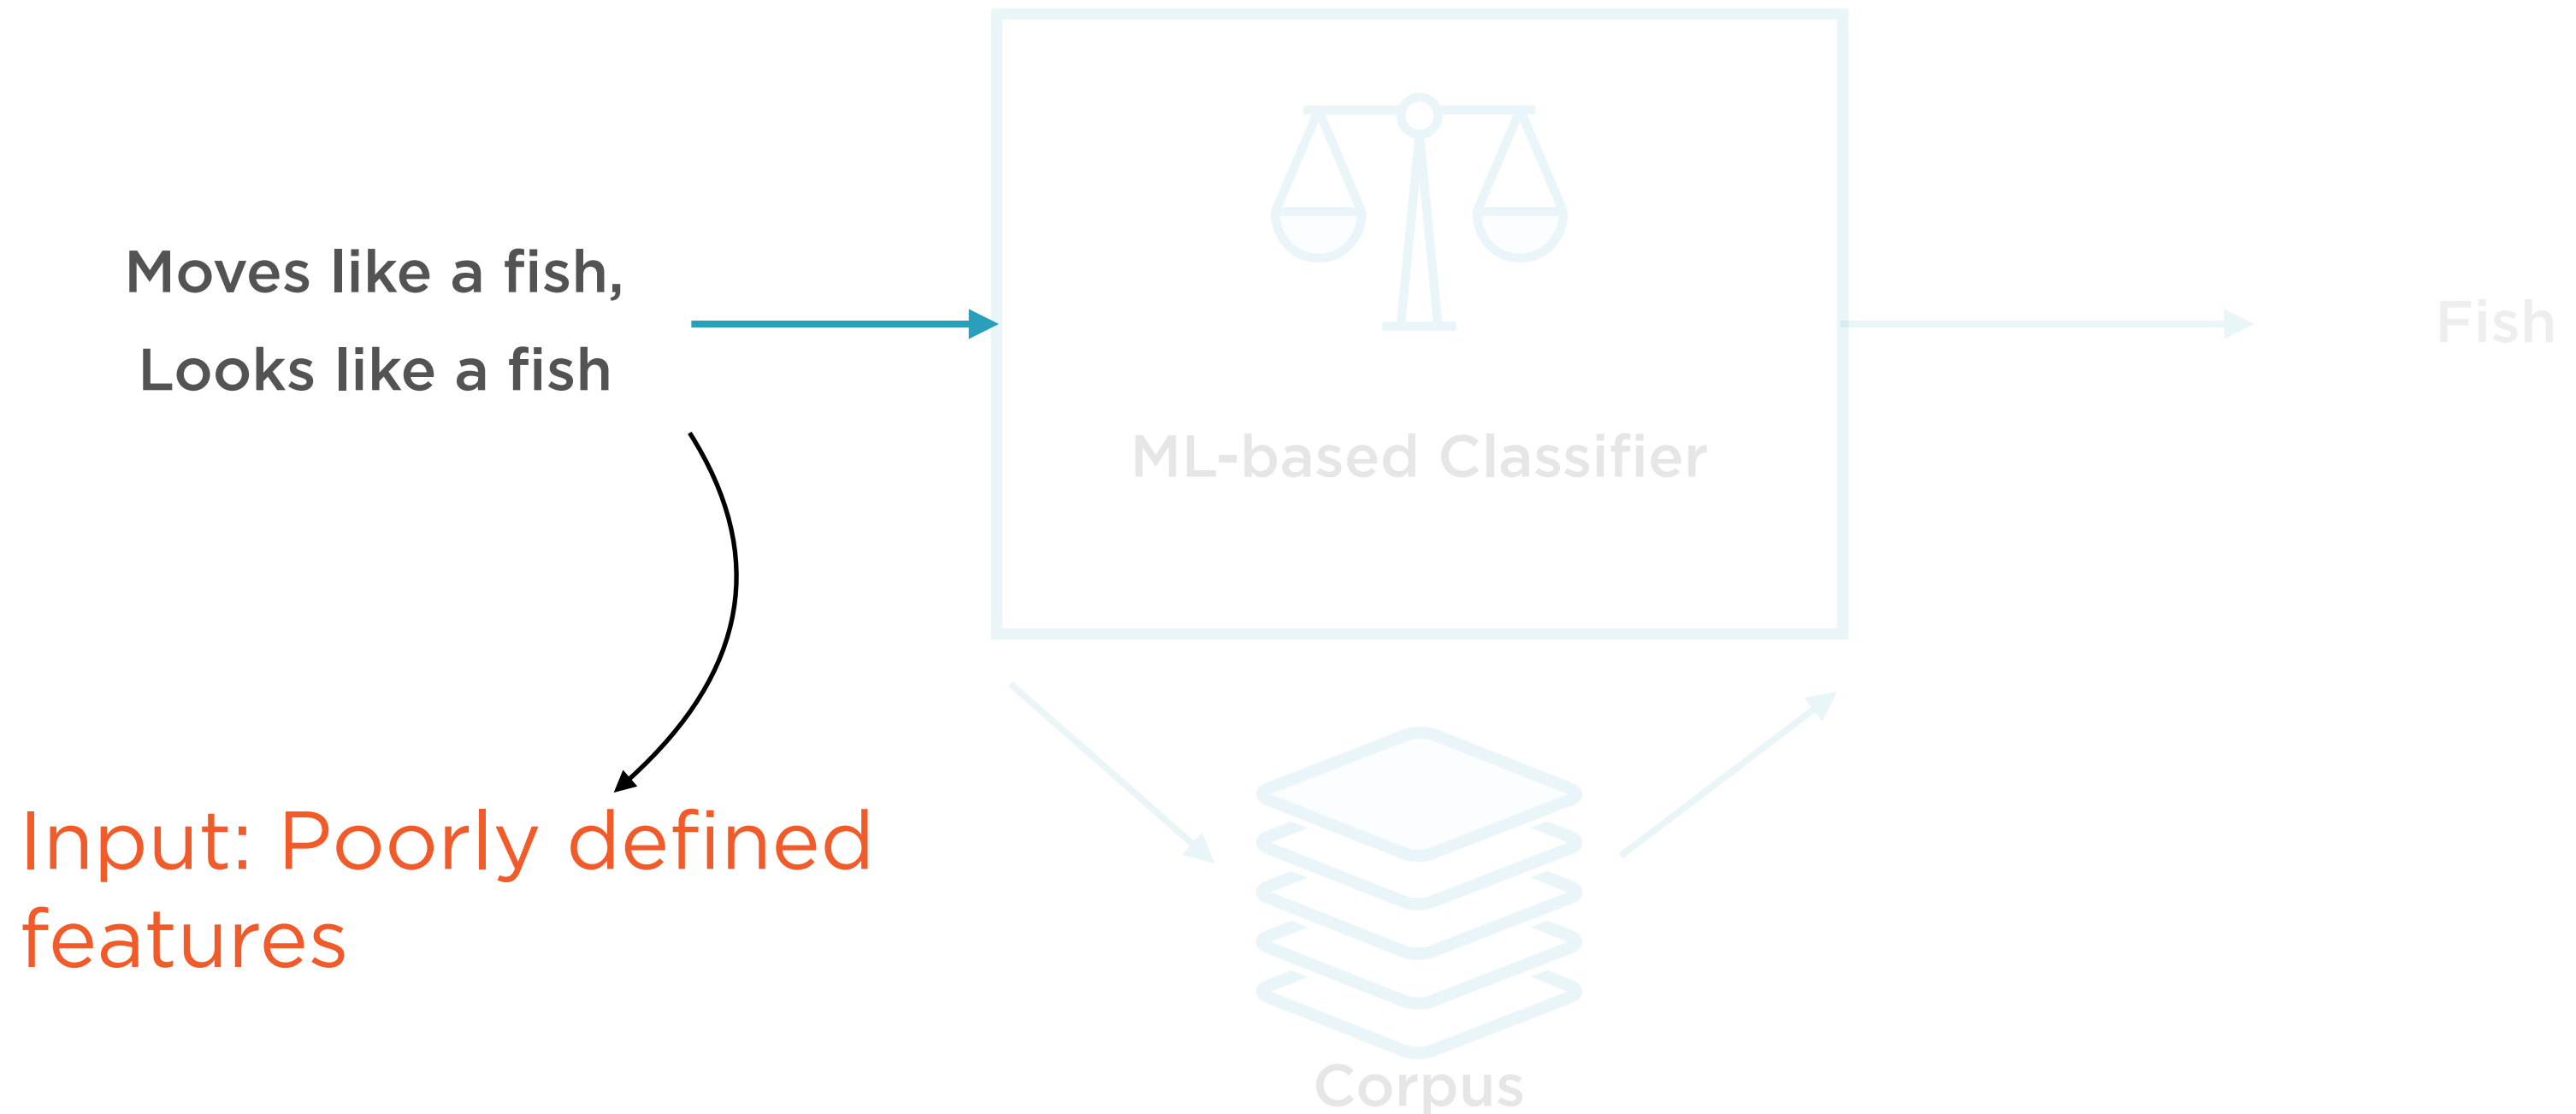 Moves like a fish,
Looks like a fish
ML-based Classifier
Fish
Input: Poorly defined
features
Corpus